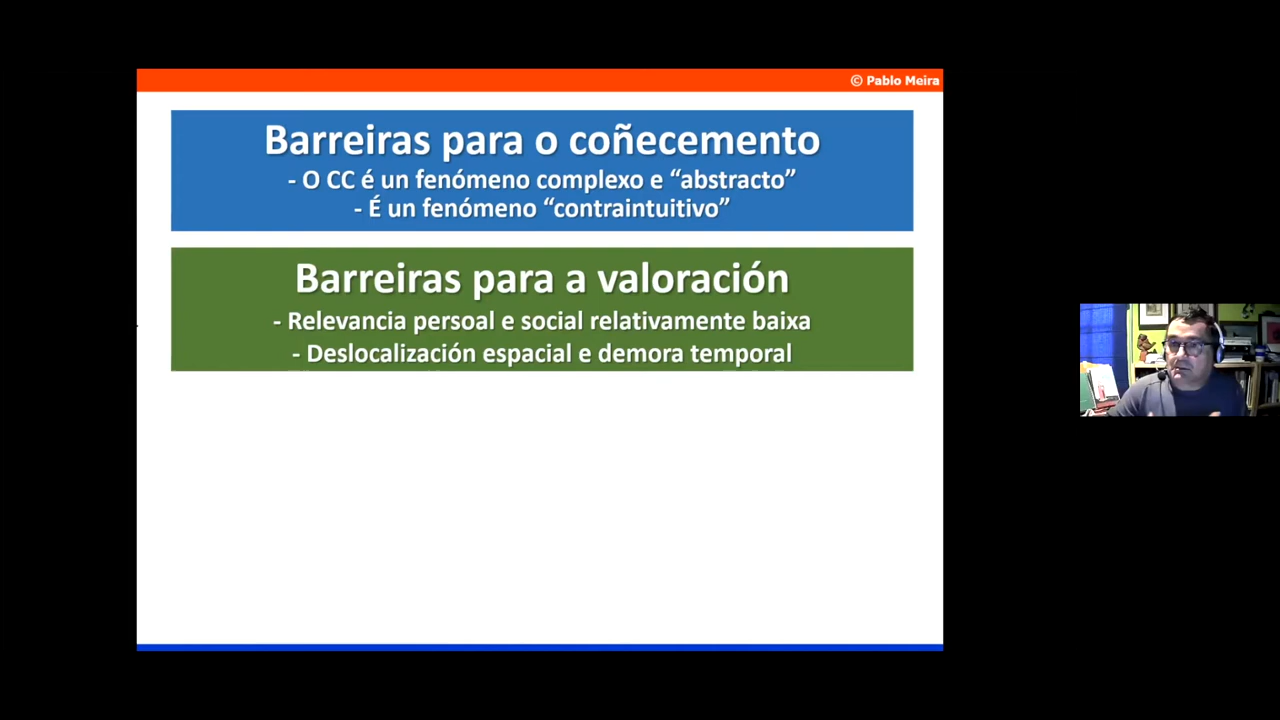 © Pablo Meira
Barreiras para o coñecemento
- O CC é un fenómeno complexo e “abstracto”
- É un fenómeno “contraintuitivo”
Barreiras para a valoración
- Relevancia persoal e social relativamente baixa
- Deslocalización espacial e demora temporal